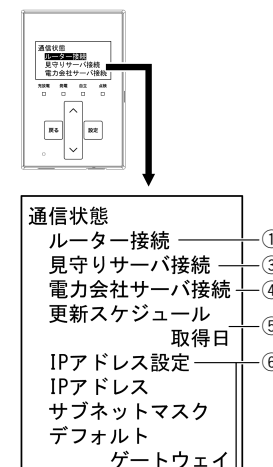 通信状態
ルーター接続
見守りサーバ接続
電力会社サーバ接続
充放電 発電 自立 点検
戻る
設定
通信状態
ルーター接続 ①
見守りサーバ接続 ③
電力会社サーバ接続 ④
更新スケジュール
取得日 ⑤
IPアドレス設定 ⑥
IPアドレス
サブネットマスク
デフォルト
ゲートウェイ